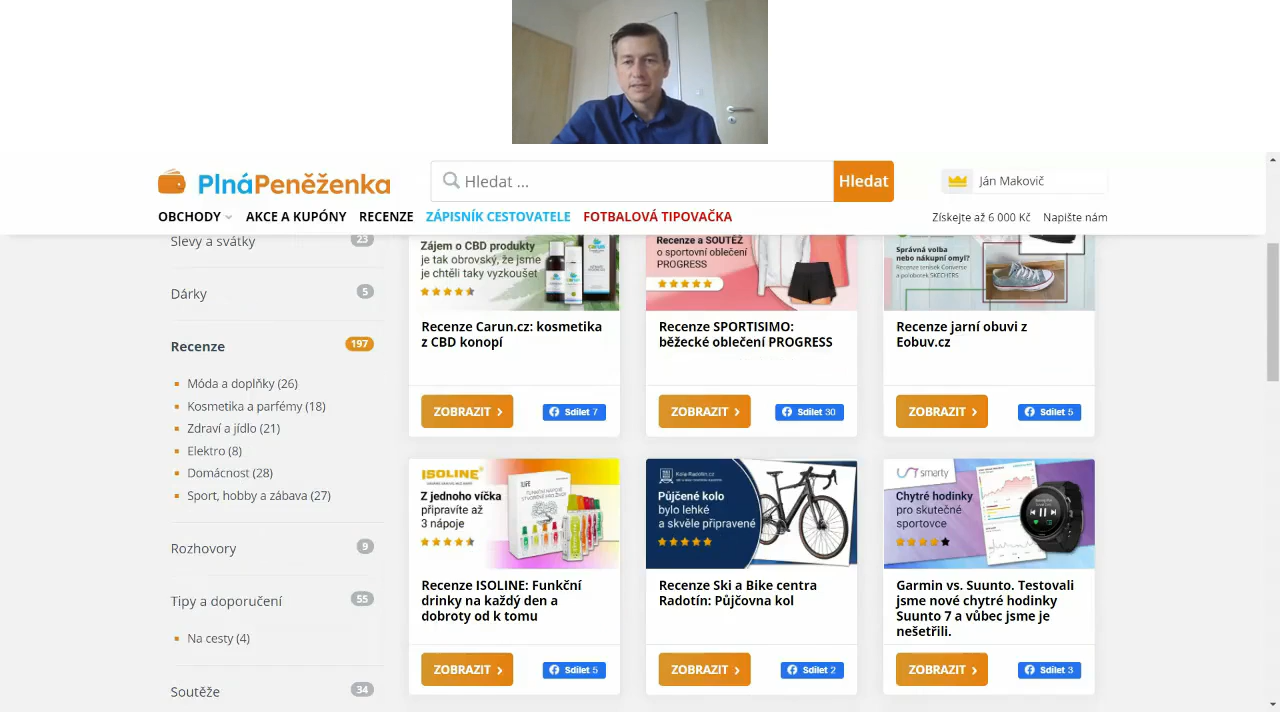 PlnáPeněženka
Hledat ...
Hledat
Ján Makovič
OBCHODY
AKCE A KUPÓNY
RECENZE
ZÁPISNÍK CESTOVATELE
FOTBALOVÁ TIPOVAČKA
Získejte až 6 000 Kč
Napište nám
Slevy a svátky
23
Dárky
5
Recenze
197
Móda a doplňky (26)
Kosmetika a parfémy (18)
Zdraví a jídlo (21)
Elektro (8)
Domácnost (28)
Sport, hobby a zábava (27)
Rozhovory
9
Tipy a doporučení
55
Na cesty (4)
Soutěže
34
Zájem o CBD produkty
je tak obrovský, že jsme
je chtěli taky vyzkoušet
Recenze Carun.cz: kosmetika
z CBD konopí
ZOBRAZIT
Sdílet 7
Recenze a SOUTĚŽ
o sportovní oblečení
PROGRESS
Recenze SPORTISIMO:
běžecké oblečení PROGRESS
ZOBRAZIT
Sdílet 30
Správná volba
nebo nákupní omyl?
Recenze tenisek Converse
a polobotek SKECHERS
Recenze jarní obuvi z
Eobuv.cz
ZOBRAZIT
Sdílet 5
ISOLINE
Z jednoho víčka
připravíte až
3 nápoje
Recenze ISOLINE: Funkční
drinky na každý den a
dobroty od k tomu
ZOBRAZIT
Sdílet 5
Kola-Radotin.cz
Půjčené kolo
bylo lehké
a skvěle připravené
Recenze Ski a Bike centra
Radotín: Půjčovna kol
ZOBRAZIT
Sdílet 2
smarty
Chytré hodinky
pro skutečné
sportovce
Garmin vs. Suunto. Testovali
jsme nové chytré hodinky
Suunto 7 a vůbec jsme je
nešetřili.
ZOBRAZIT
Sdílet 3